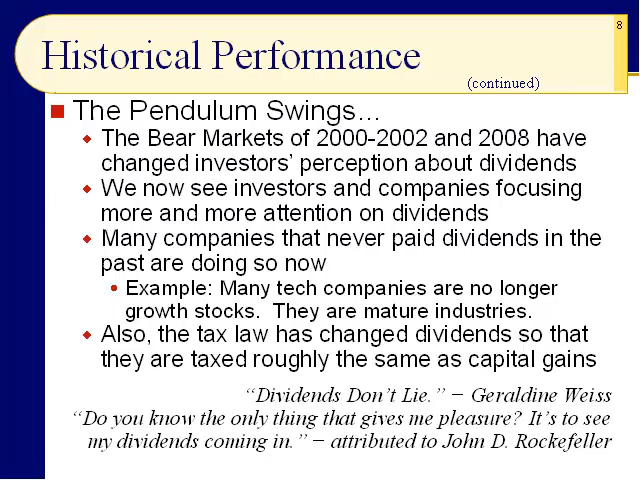 8
Historical Performance
(continued)
The Pendulum Swings...
The Bear Markets of 2000-2002 and 2008 have
changed investors' perception about dividends
We now see investors and companies focusing
more and more attention on dividends
Many companies that never paid dividends in the
past are doing so now
Example: Many tech companies are no longer
growth stocks. They are mature industries.
Also, the tax law has changed dividends so that
they are taxed roughly the same as capital gains
“Dividends Don't Lie.” – Geraldine Weiss
“Do you know the only thing that gives me pleasure? It's to see
my dividends coming in.” – attributed to John D. Rockefeller